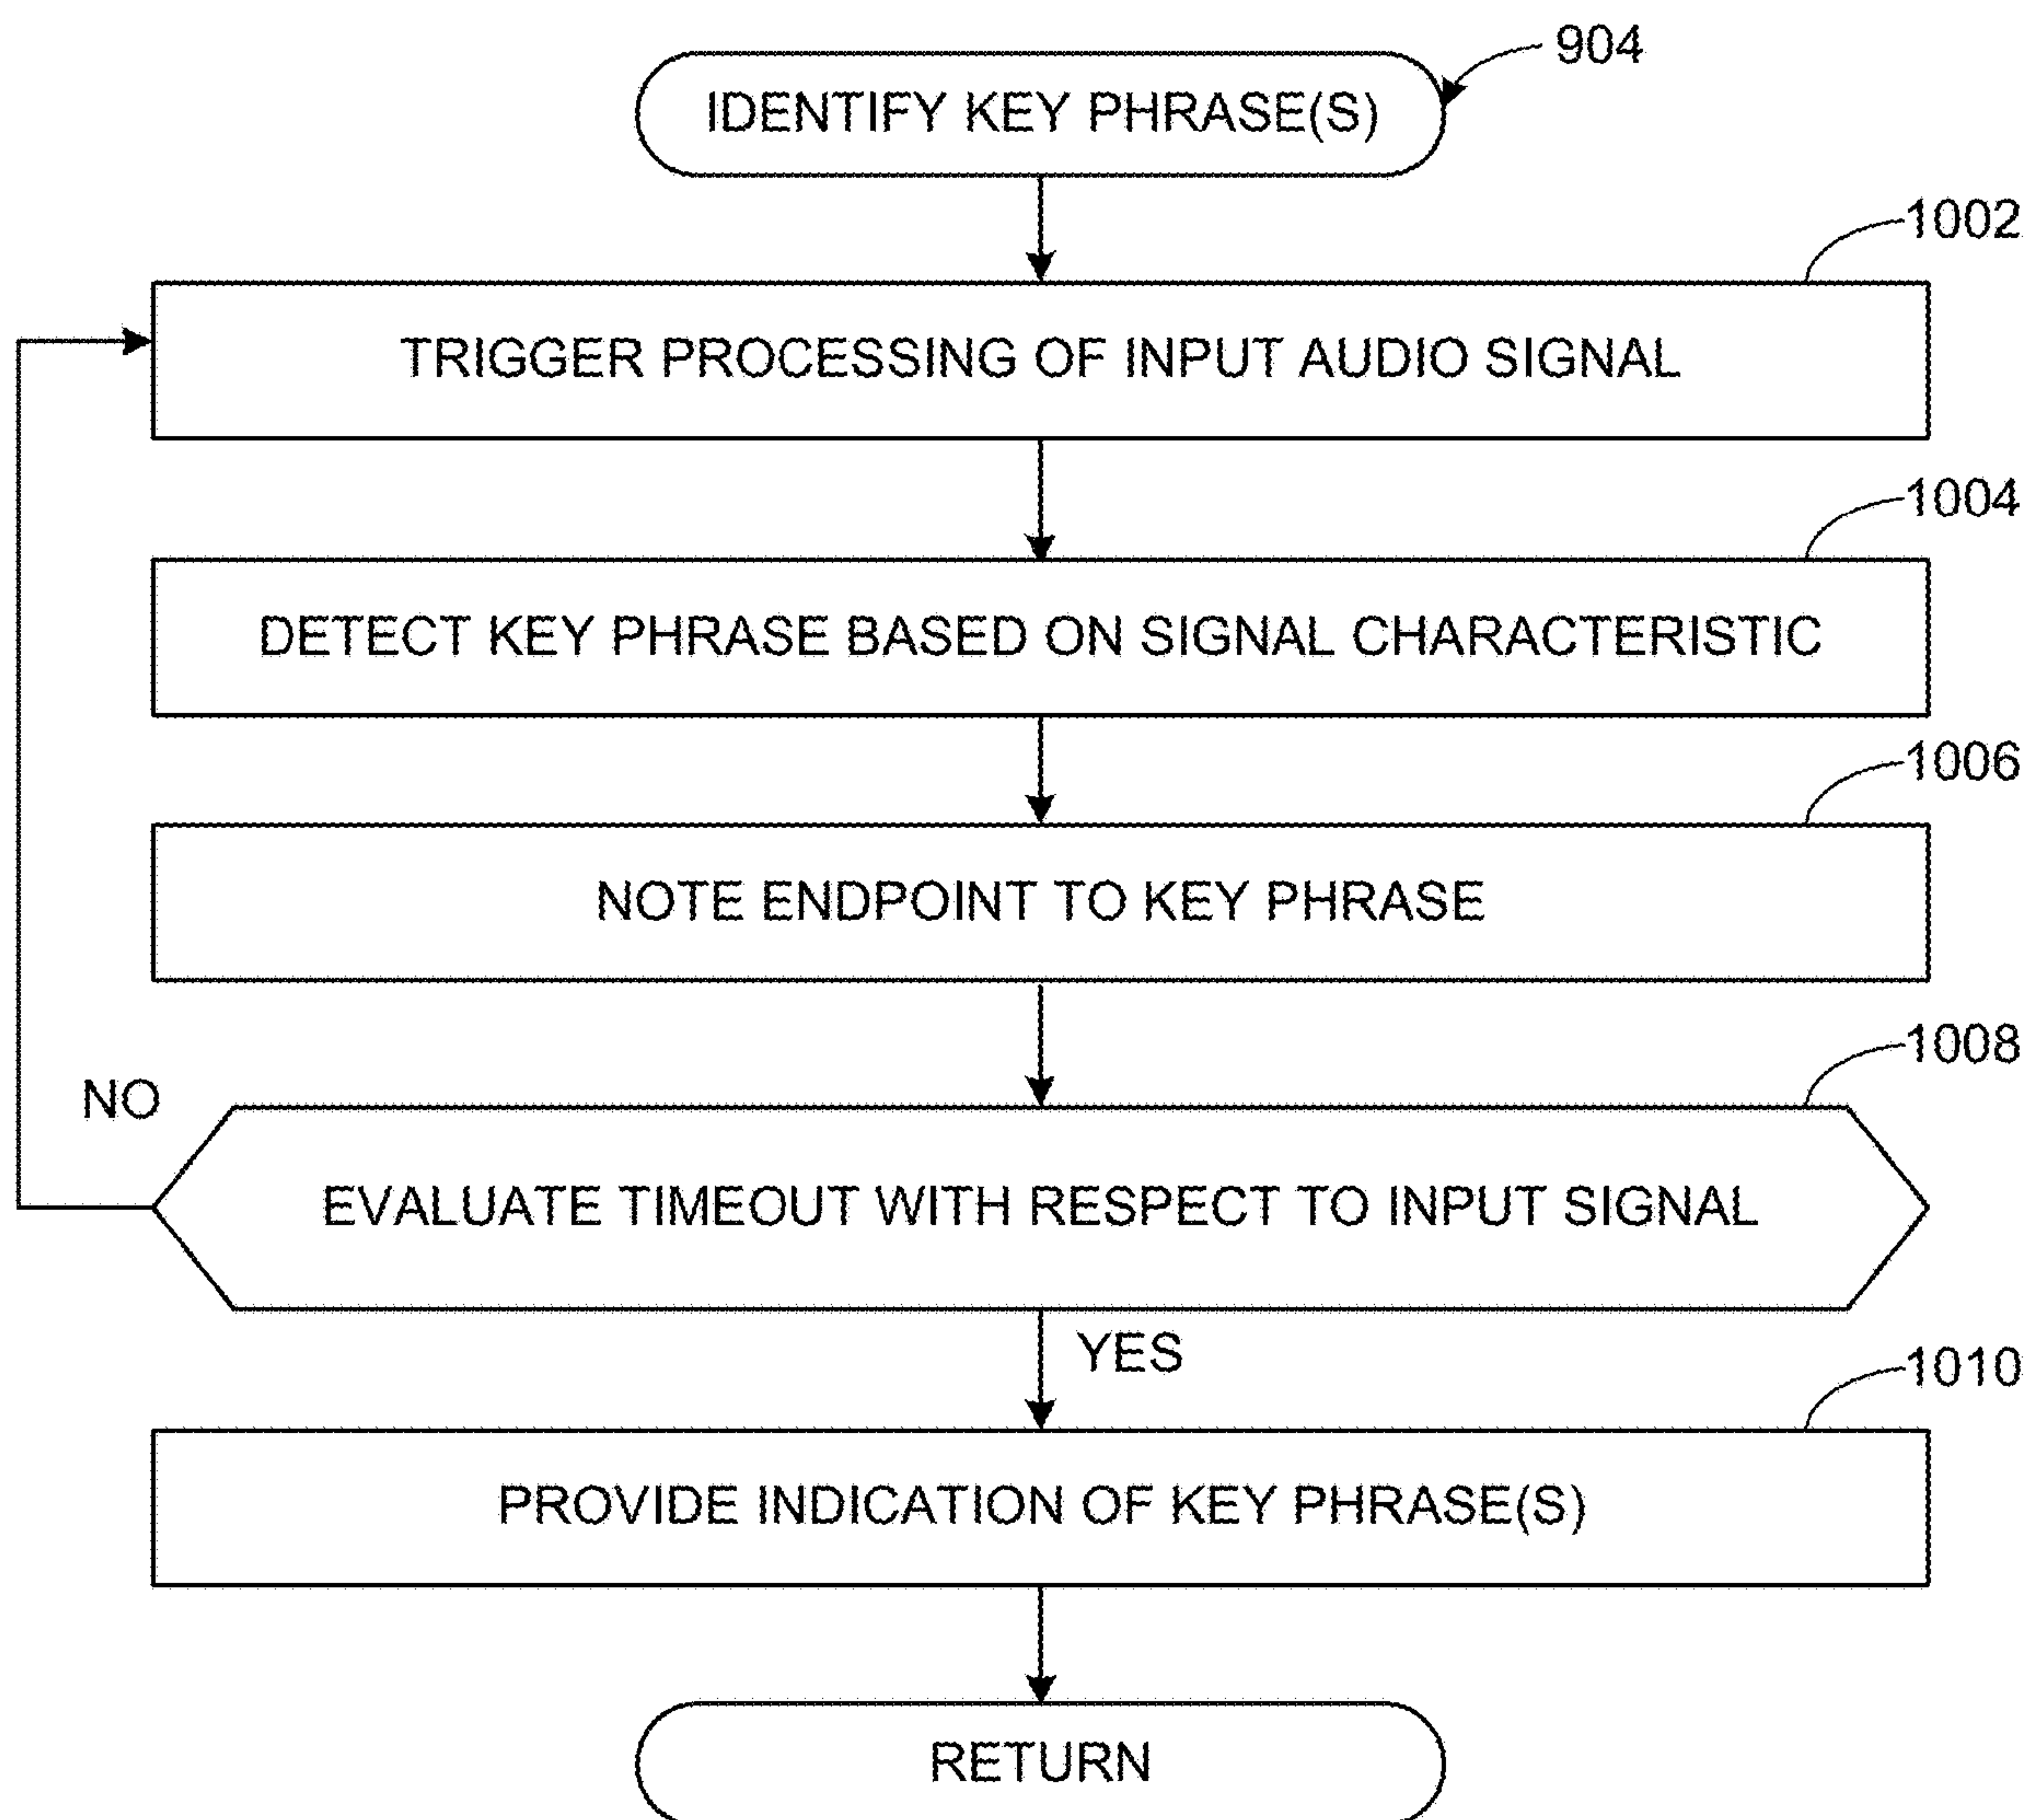 904
IDENTIFY KEY PHRASE(S)
1002
TRIGGER PROCESSING OF INPUT AUDIO SIGNAL
1004
DETECT KEY PHRASE BASED ON SIGNAL CHARACTERISTIC
1006
NOTE ENDPOINT TO KEY PHRASE
1008
NO
EVALUATE TIMEOUT WITH RESPECT TO INPUT SIGNAL
YES
1010
PROVIDE INDICATION OF KEY PHRASE(S)
RETURN